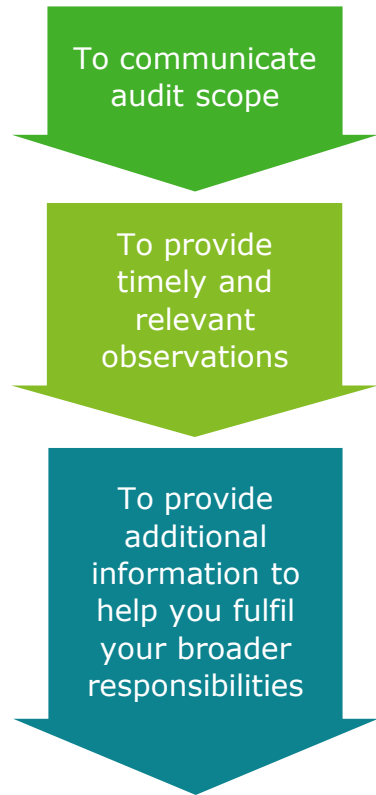 To communicate
audit scope
To provide
timely and
relevant
observations
To provide
additional
information to
help you fulfil
your broader
responsibilities